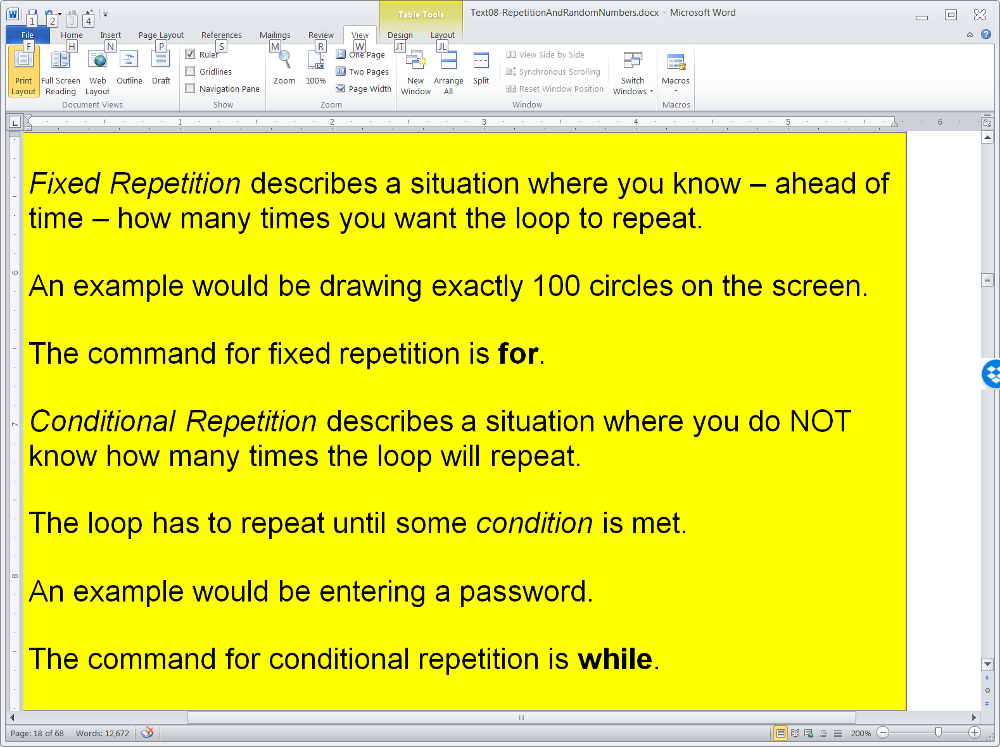 Text08-RepetitionAndRandomNumbers.docx - Microsoft Word
Table Tools
1 2 3 4
File Home Insert Page Layout References Mailings Review View Design Layout
F H N P S M R W JT JL
Print Layout
Full Screen Reading
Web Layout
Outline
Draft
Document Views
Ruler
Gridlines
Navigation Pane
Show
Zoom
100%
One Page
Two Pages
Page Width
Zoom
New Window
Arrange All
Split
View Side by Side
Synchronous Scrolling
Reset Window Position
Window
Switch Windows
Macros
Macros
1 2 3 4 5 6
Fixed Repetition describes a situation where you know – ahead of
time – how many times you want the loop to repeat.
An example would be drawing exactly 100 circles on the screen.
The command for fixed repetition is for.
Conditional Repetition describes a situation where you do NOT
know how many times the loop will repeat.
The loop has to repeat until some condition is met.
An example would be entering a password.
The command for conditional repetition is while.
6
7
8
Page: 18 of 68 Words: 12,672 200%